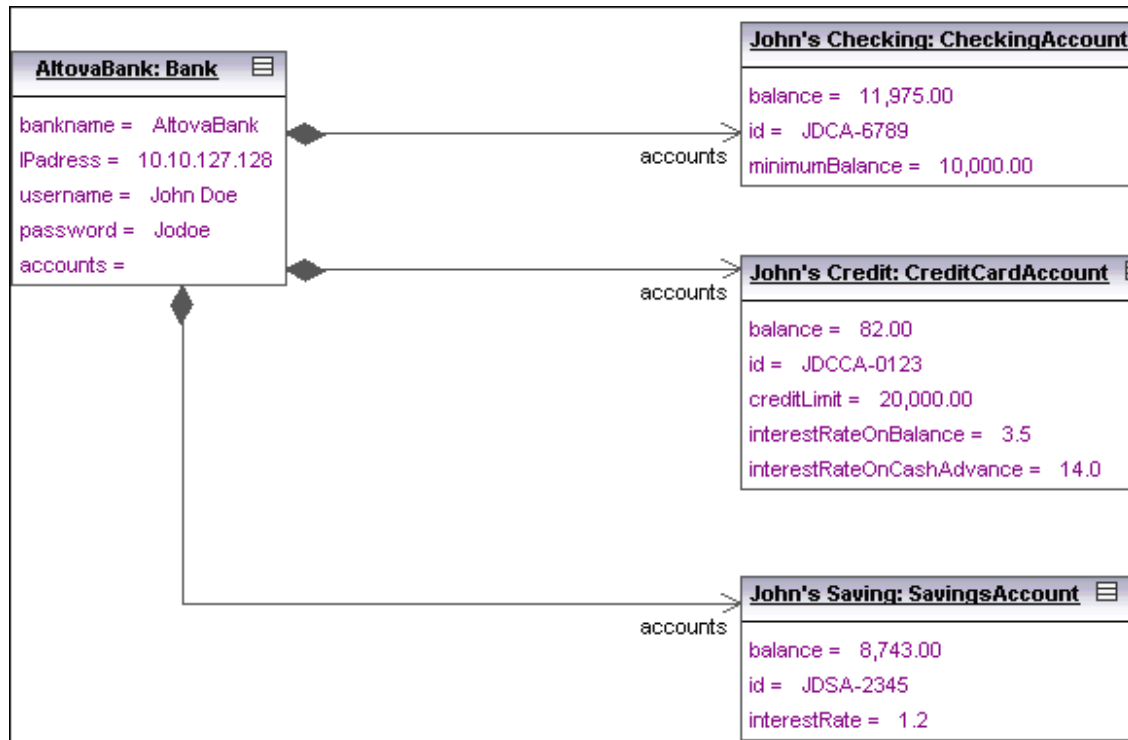 AltovaBank: Bank
bankname = AltovaBank
IPadress = 10.10.127.128
username = John Doe
password = Jodoe
accounts =
accounts
John's Checking: CheckingAccount
balance = 11,975.00
id = JDCA-6789
minimumBalance = 10,000.00
accounts
John's Credit: CreditCardAccount
balance = 82.00
id = JDCCA-0123
creditLimit = 20,000.00
interestRateOnBalance = 3.5
interestRateOnCashAdvance = 14.0
accounts
John's Saving: SavingsAccount
balance = 8,743.00
id = JDSA-2345
interestRate = 1.2